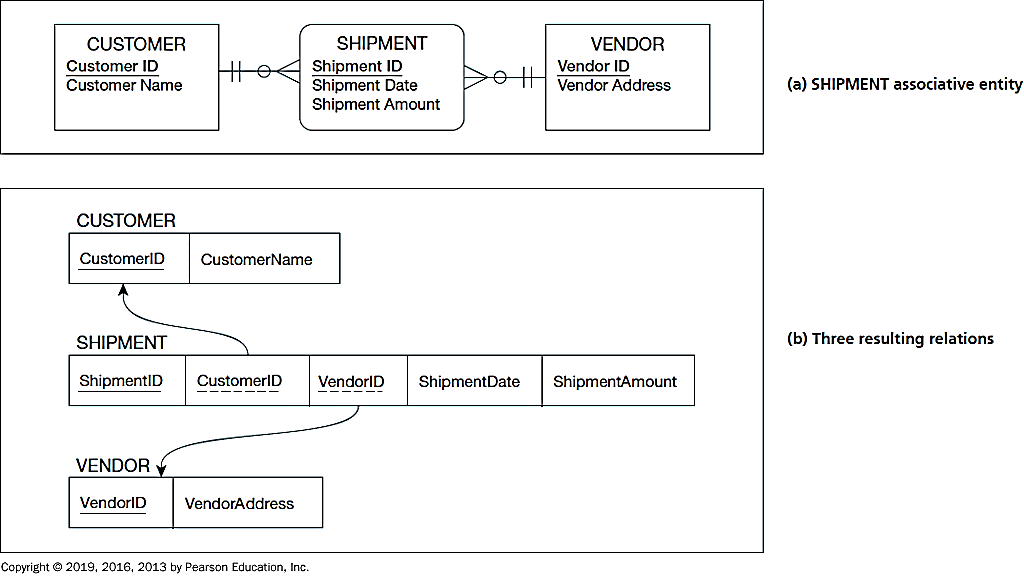 CUSTOMER
Customer ID
Customer Name
SHIPMENT
Shipment ID
Shipment Date
Shipment Amount
VENDOR
Vendor ID
Vendor Address
(a) SHIPMENT associative entity
CUSTOMER
CustomerID CustomerName
SHIPMENT
ShipmentID CustomerID VendorID ShipmentDate ShipmentAmount
(b) Three resulting relations
VENDOR
VendorID VendorAddress
Copyright © 2019, 2016, 2013 by Pearson Education, Inc.